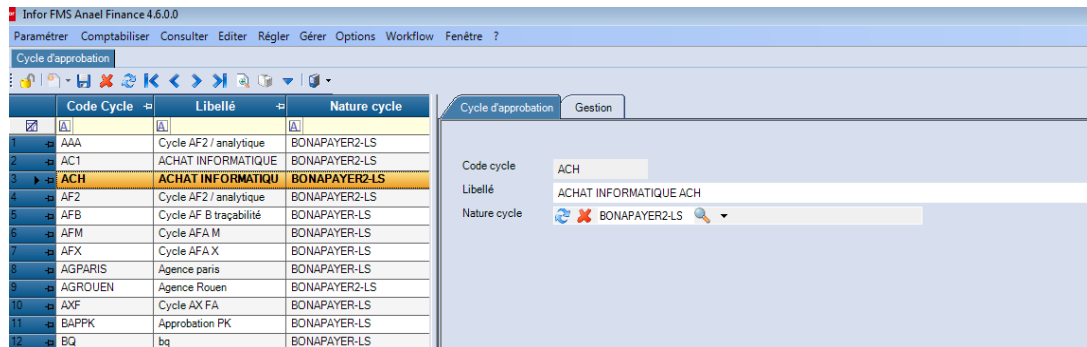 Infor FMS Anael Finance 4.6.0.0
Paramétrer Comptabiliser Consulter Editer Régler Gérer Options Workflow Fenêtre ?
Cycle d'approbation
Code Cycle Libellé Nature cycle
1 AAA Cycle AF2 / analytique BONAPAYER2-LS
2 AC1 ACHAT INFORMATIQUE BONAPAYER2-LS
3 ACH ACHAT INFORMATIQU BONAPAYER2-LS
4 AF2 Cycle AF2 / analytique BONAPAYER2-LS
5 AFB Cycle AF B traçabilité BONAPAYER-LS
6 AFM Cycle AFA M BONAPAYER-LS
7 AFX Cycle AFA X BONAPAYER-LS
8 AGPARIS Agence paris BONAPAYER-LS
9 AGROUEN Agence Rouen BONAPAYER2-LS
10 AXF Cycle AX FA BONAPAYER-LS
11 BAPPK Approbation PK BONAPAYER-LS
12 BQ bq BONAPAYER-LS
Cycle d'approbation Gestion
Code cycle ACH
Libellé ACHAT INFORMATIQUE ACH
Nature cycle BONAPAYER2-LS